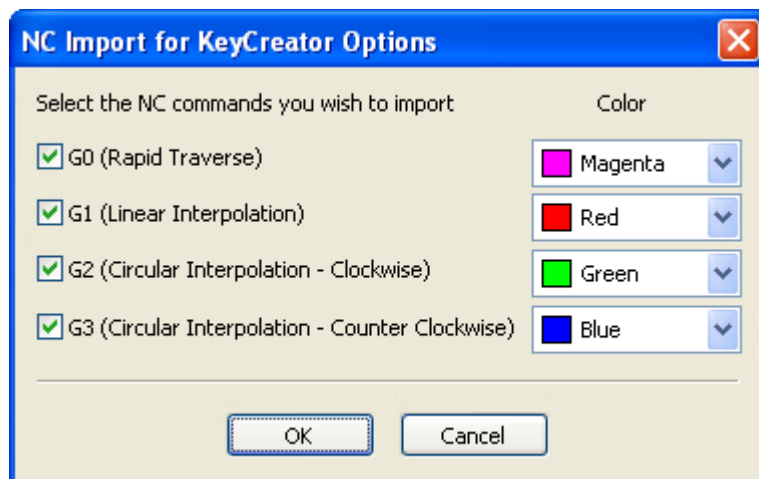 NC Import for KeyCreator Options
Select the NC commands you wish to import Color
G0 (Rapid Traverse) Magenta
G1 (Linear Interpolation) Red
G2 (Circular Interpolation - Clockwise) Green
G3 (Circular Interpolation - Counter Clockwise) Blue
OK Cancel